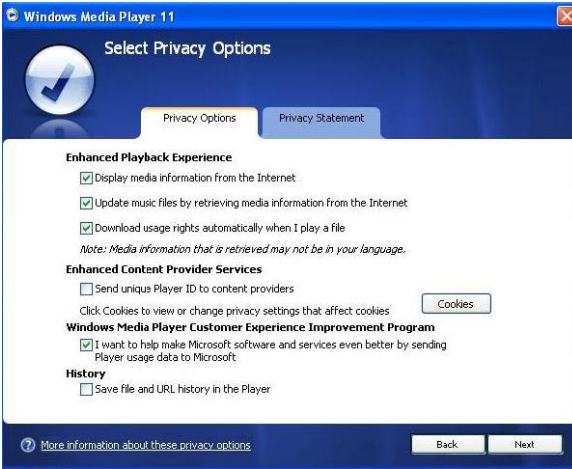 Windows Media Player 11
Select Privacy Options
Privacy Options
Privacy Statement
Enhanced Playback Experience
Display media information from the Internet
Update music files by retrieving media information from the Internet
Download usage rights automatically when I play a file
Note: Media information that is retrieved may not be in your language.
Enhanced Content Provider Services
Send unique Player ID to content providers
Click Cookies to view or change privacy settings that affect cookies
Cookies
Windows Media Player Customer Experience Improvement Program
I want to help make Microsoft software and services even better by sending
Player usage data to Microsoft
History
Save file and URL history in the Player
More information about these privacy options
Back
Next